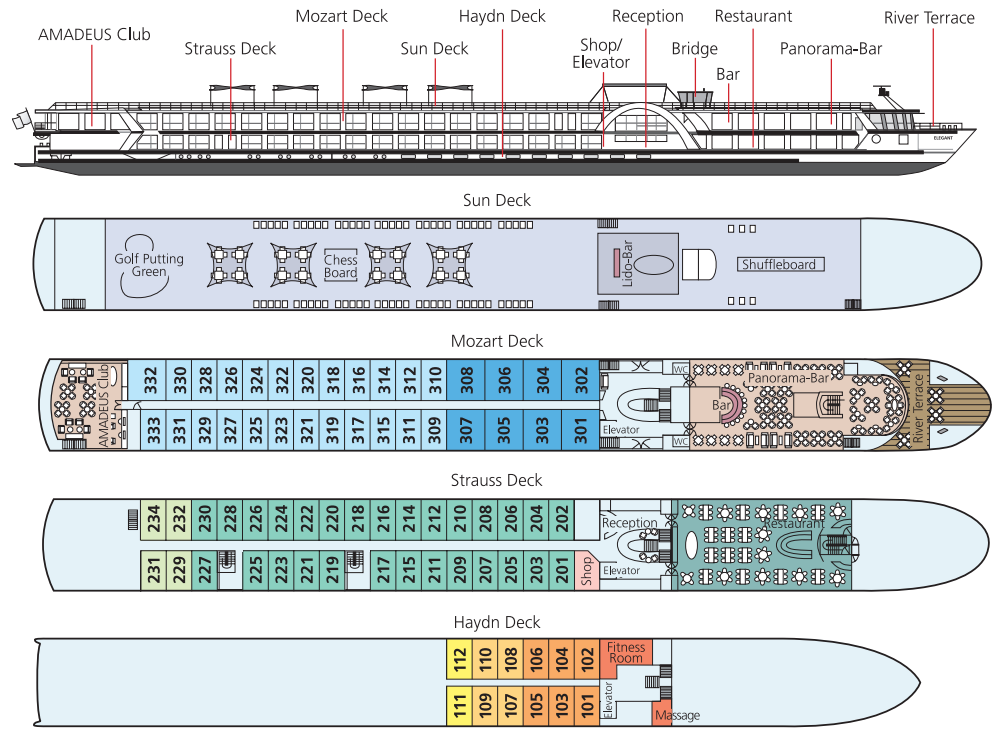 Mozart Deck
Haydn Deck
Reception
Restaurant
River Terrace
AMADEUS Club
Strauss Deck
Sun Deck
Shop/
Elevator
Bridge
Panorama-Bar
Bar
ELEGANT
Sun Deck
Golf Putting
Green
Chess
Board
Lido-Bar
Shuffleboard
Mozart Deck
AMADEUS Club
332 330 328 326 324 322 320 318 316 314 312 310 308 306 304 302
WC
Panorama-Bar
Bar
River Terrace
333 331 329 327 325 323 321 319 317 315 311 309 307 305 303 301
Elevator
WC
Strauss Deck
234 232 230 228 226 224 222 220 218 216 214 212 210 208 206 204 202
Reception
Restaurant
231 229 227 225 223 221 219 217 215 211 209 207 205 203 201
Shop
Elevator
Haydn Deck
112 110 108 106 104 102
Fitness
Room
111 109 107 105 103 101
Elevator
Massage